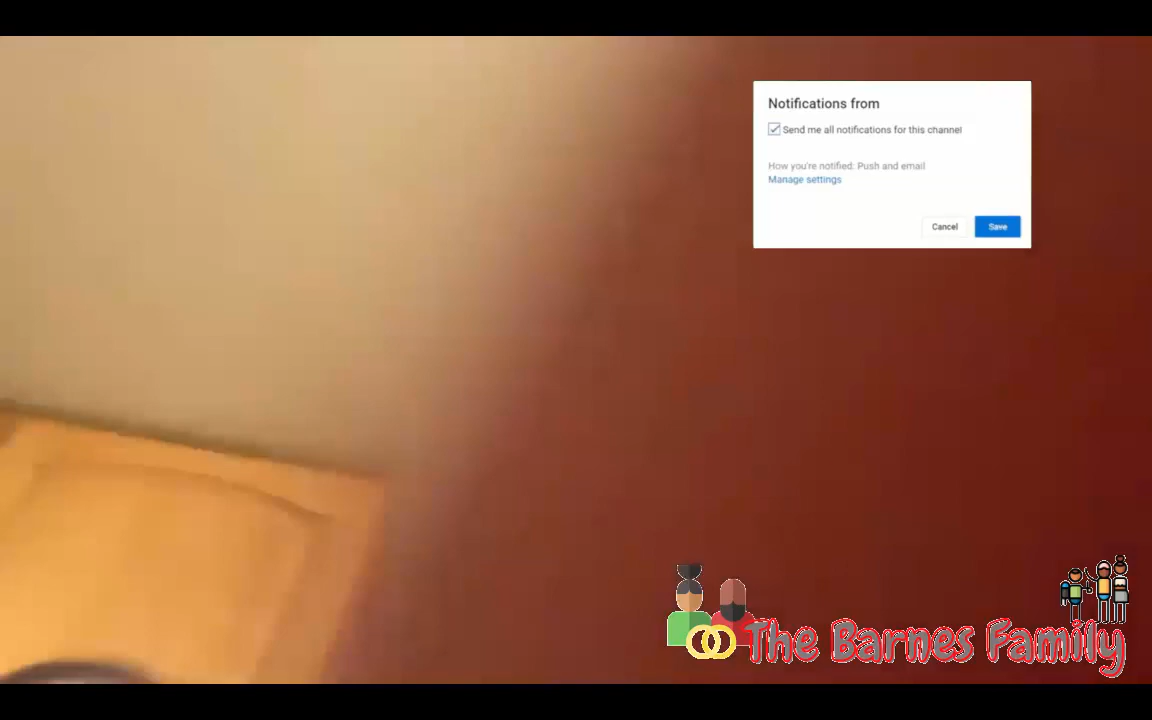 Notifications from
Send me all notifications for this channel
How you're notified: Push and email
Manage settings
Cancel
Save
The Barnes Family